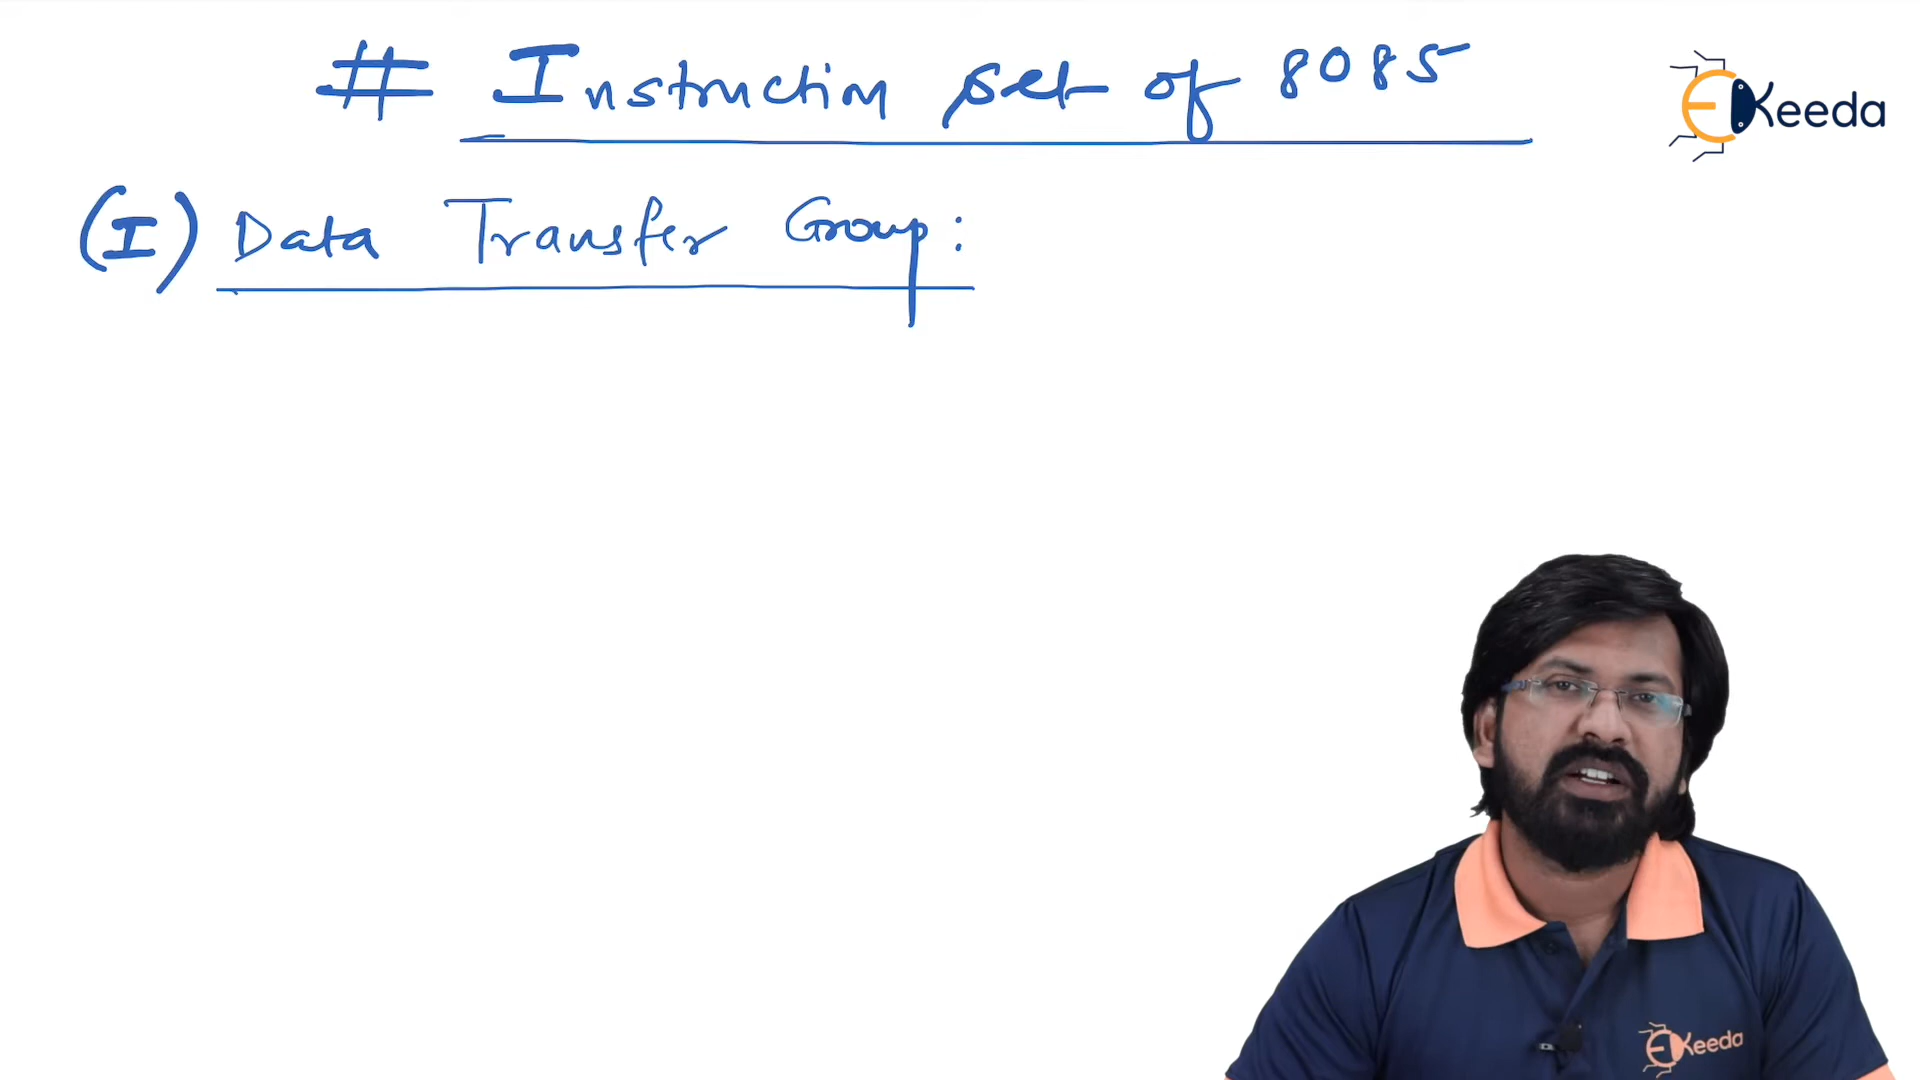 # Instruction set of 8085
EKeeda
(I) Data Transfer Group:
EKeeda